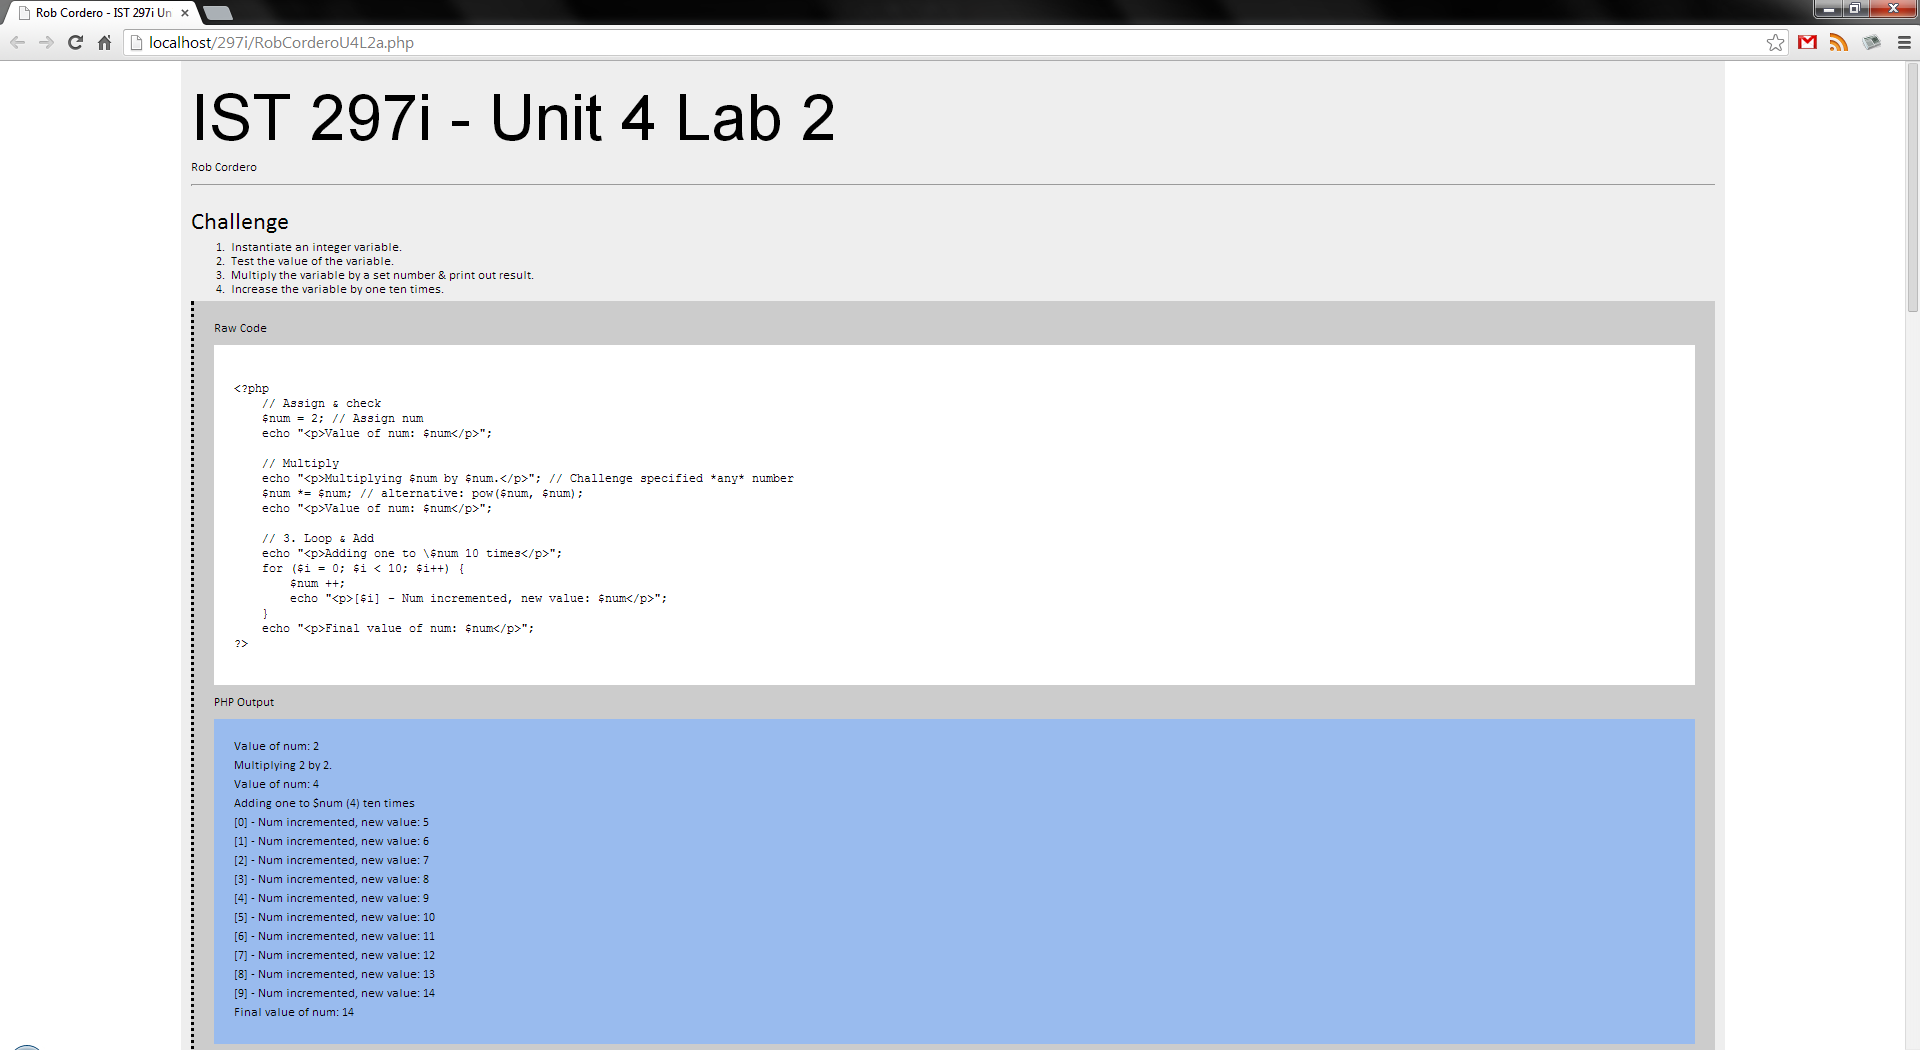 Rob Cordero - IST 297i Un
localhost/297i/RobCorderoU4L2a.php
IST 297i - Unit 4 Lab 2
Rob Cordero
Challenge
1. Instantiate an integer variable.
2. Test the value of the variable.
3. Multiply the variable by a set number & print out result.
4. Increase the variable by one ten times.
Raw Code
<?php
    // Assign & check
    $num = 2; // Assign num
    echo "<p>Value of num: $num</p>";
    // Multiply
    echo "<p>Multiplying $num by $num.</p>"; // Challenge specified *any* number
    $num *= $num; // alternative: pow($num, $num);
    echo "<p>Value of num: $num</p>";
    // 3. Loop & Add
    echo "<p>Adding one to \$num 10 times</p>";
    for ($i = 0; $i < 10; $i++) {
        $num ++;
        echo "<p>[$i] - Num incremented, new value: $num</p>";
    }
    echo "<p>Final value of num: $num</p>";
?>
PHP Output
Value of num: 2
Multiplying 2 by 2.
Value of num: 4
Adding one to $num (4) ten times
[0] - Num incremented, new value: 5
[1] - Num incremented, new value: 6
[2] - Num incremented, new value: 7
[3] - Num incremented, new value: 8
[4] - Num incremented, new value: 9
[5] - Num incremented, new value: 10
[6] - Num incremented, new value: 11
[7] - Num incremented, new value: 12
[8] - Num incremented, new value: 13
[9] - Num incremented, new value: 14
Final value of num: 14